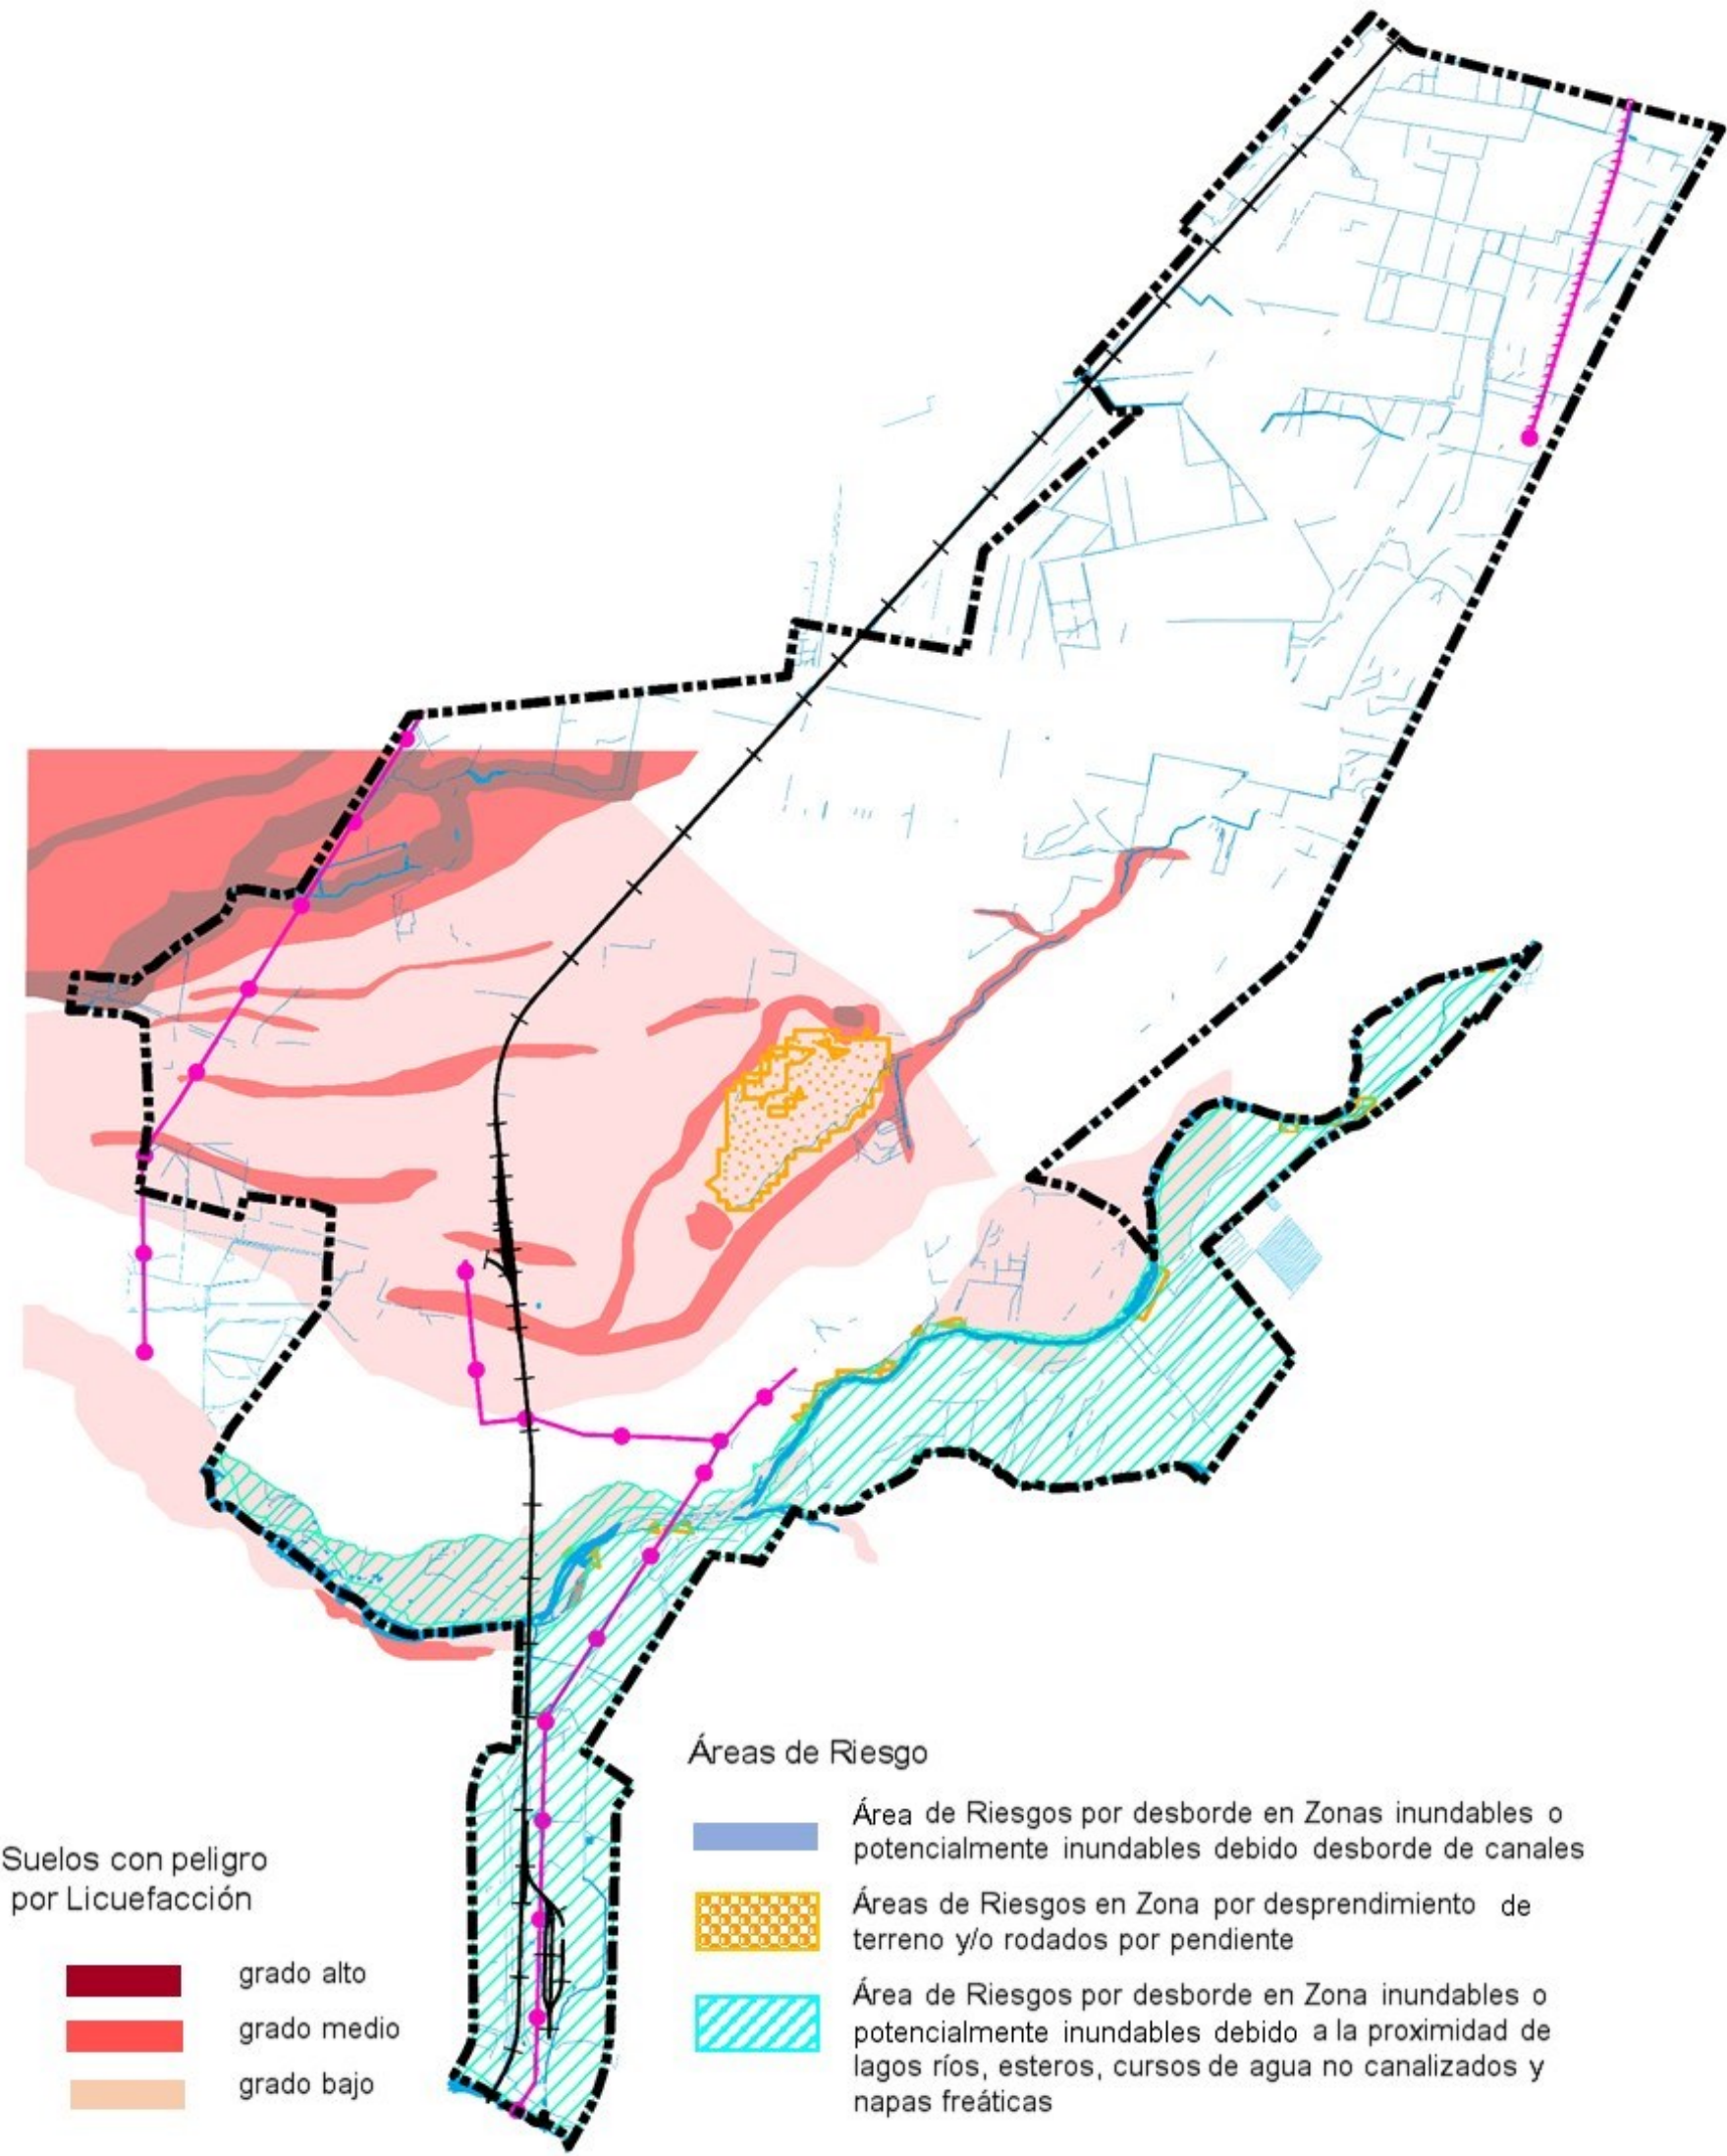 Áreas de Riesgo
Área de Riesgos por desborde en Zonas inundables o
potencialmente inundables debido desborde de canales
Áreas de Riesgos en Zona por desprendimiento de
terreno y/o rodados por pendiente
Área de Riesgos por desborde en Zona inundables o
potencialmente inundables debido a la proximidad de
lagos ríos, esteros, cursos de agua no canalizados y
napas freáticas
Suelos con peligro
por Licuefacción
grado alto
grado medio
grado bajo